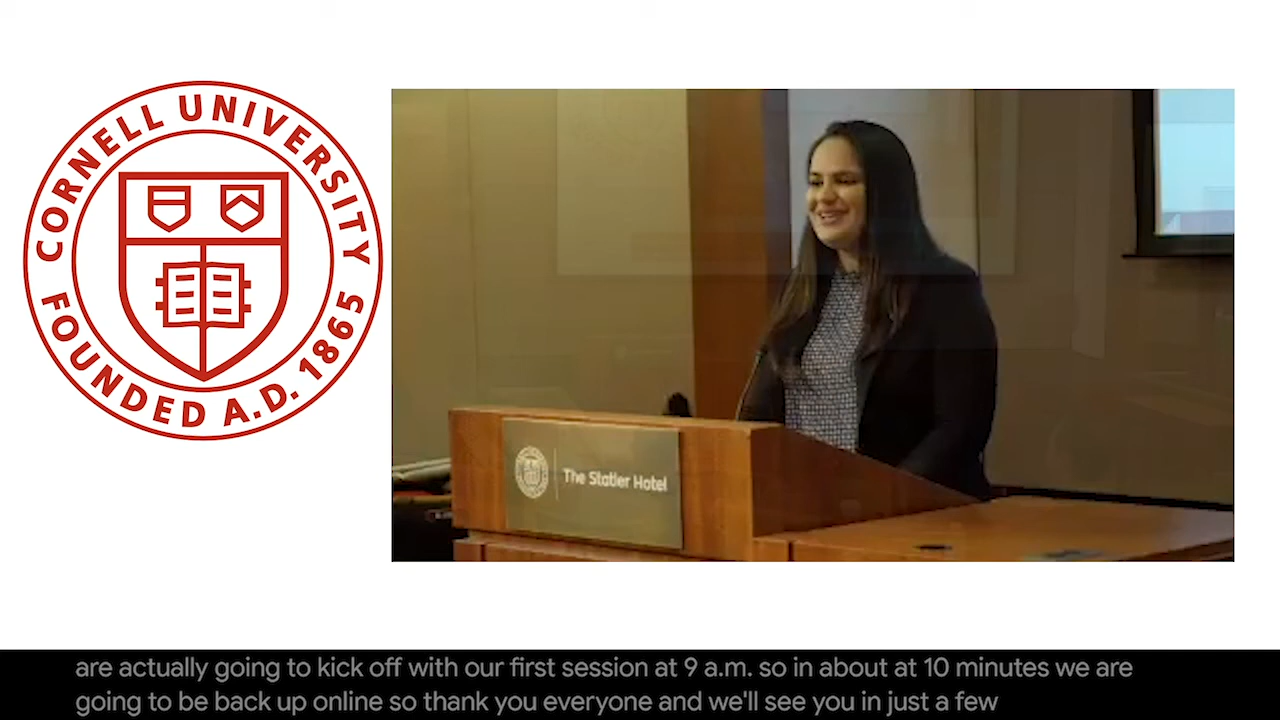 CORNELL UNIVERSITY
FOUNDED A.D. 1865
The Statler Hotel
are actually going to kick off with our first session at 9 a.m. so in about at 10 minutes we are
going to be back up online so thank you everyone and we'll see you in just a few